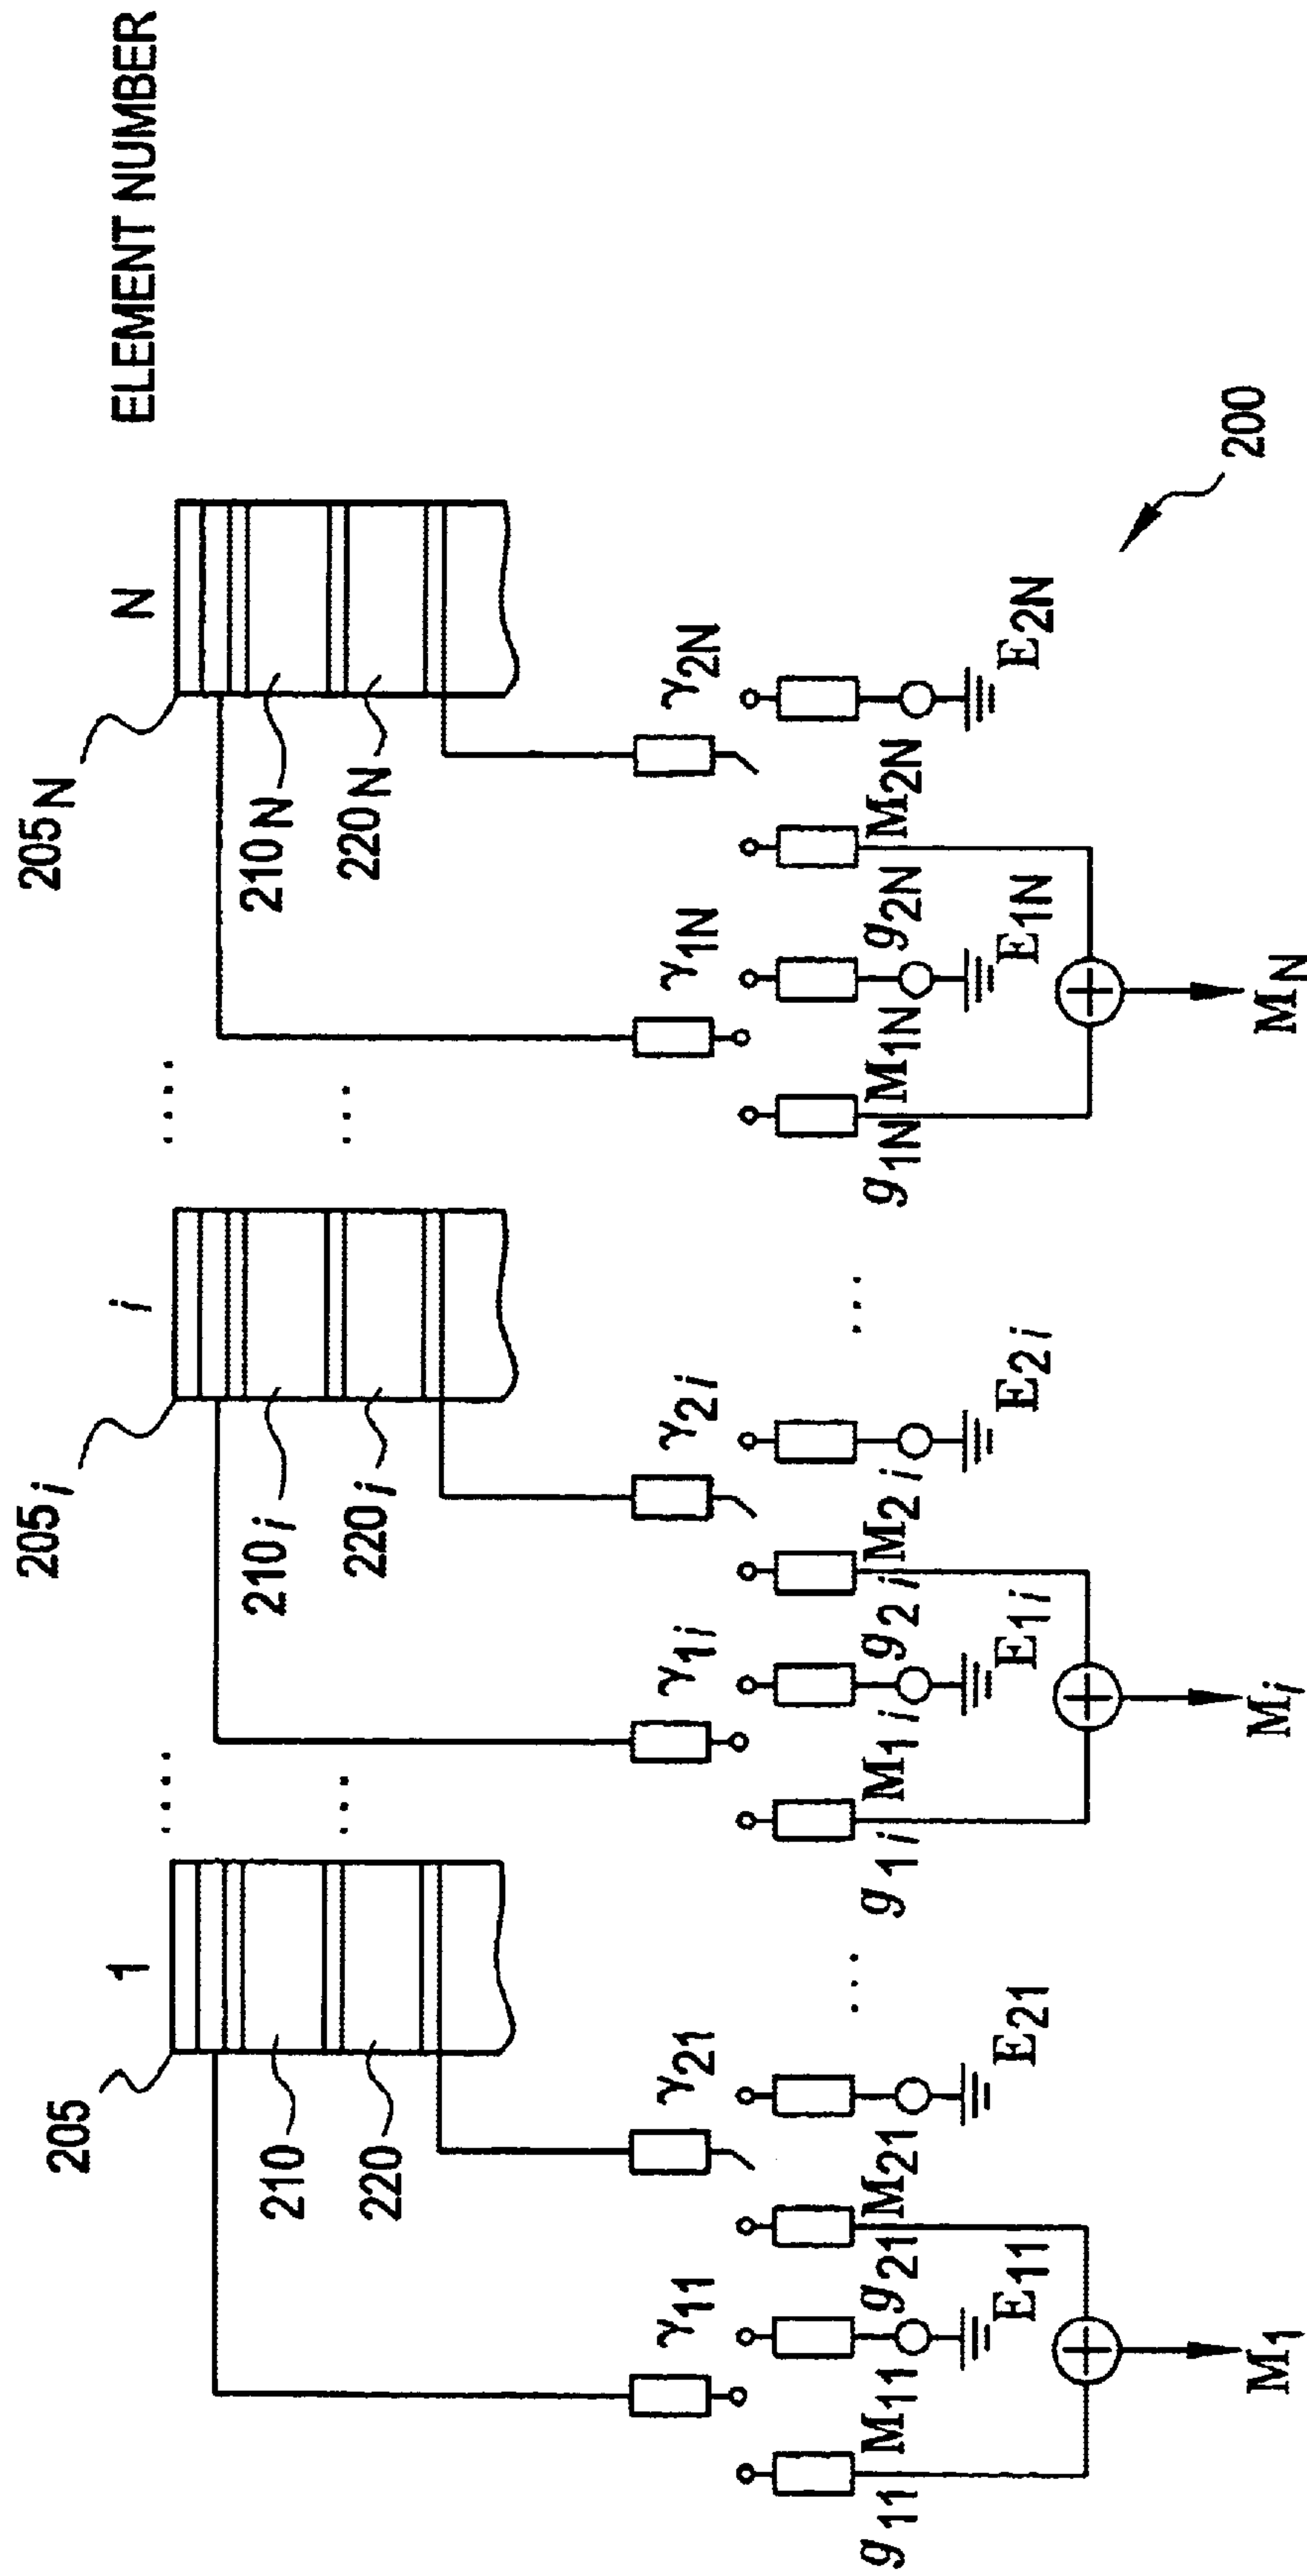 ELEMENT NUMBER
1 i N
205 205i 205N
.... ....
210 210i 210N
220 220i 220N
... ...
γ11 γ21 γ1i γ2i γ1N γ2N
g11 M11 g21 M21 ... g1i M1i g2i M2i ... g1N M1N g2N M2N
E11 E21 E1i E2i E1N E2N
200
M1 Mi MN